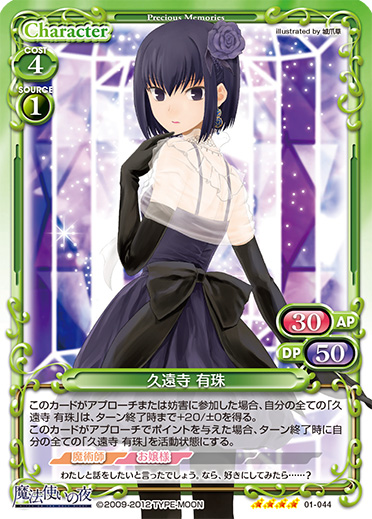 Precious Memories
Character
illustrated by 城爪草
COST
4
SOURCE
1
30 AP
DP 50
久遠寺 有珠
このカードがアプローチまたは妨害に参加した場合、自分の全ての「久
遠寺 有珠」は、ターン終了時まで+20/±0を得る。
このカードがアプローチでポイントを与えた場合、ターン終了時に自
分の全ての「久遠寺 有珠」を活動状態にする。
魔術師 お嬢様
わたしと話をしたいと言ったでしょう。なら、好きにしてみたら……?
魔法使いの夜
©2009-2012 TYPE-MOON
01-044